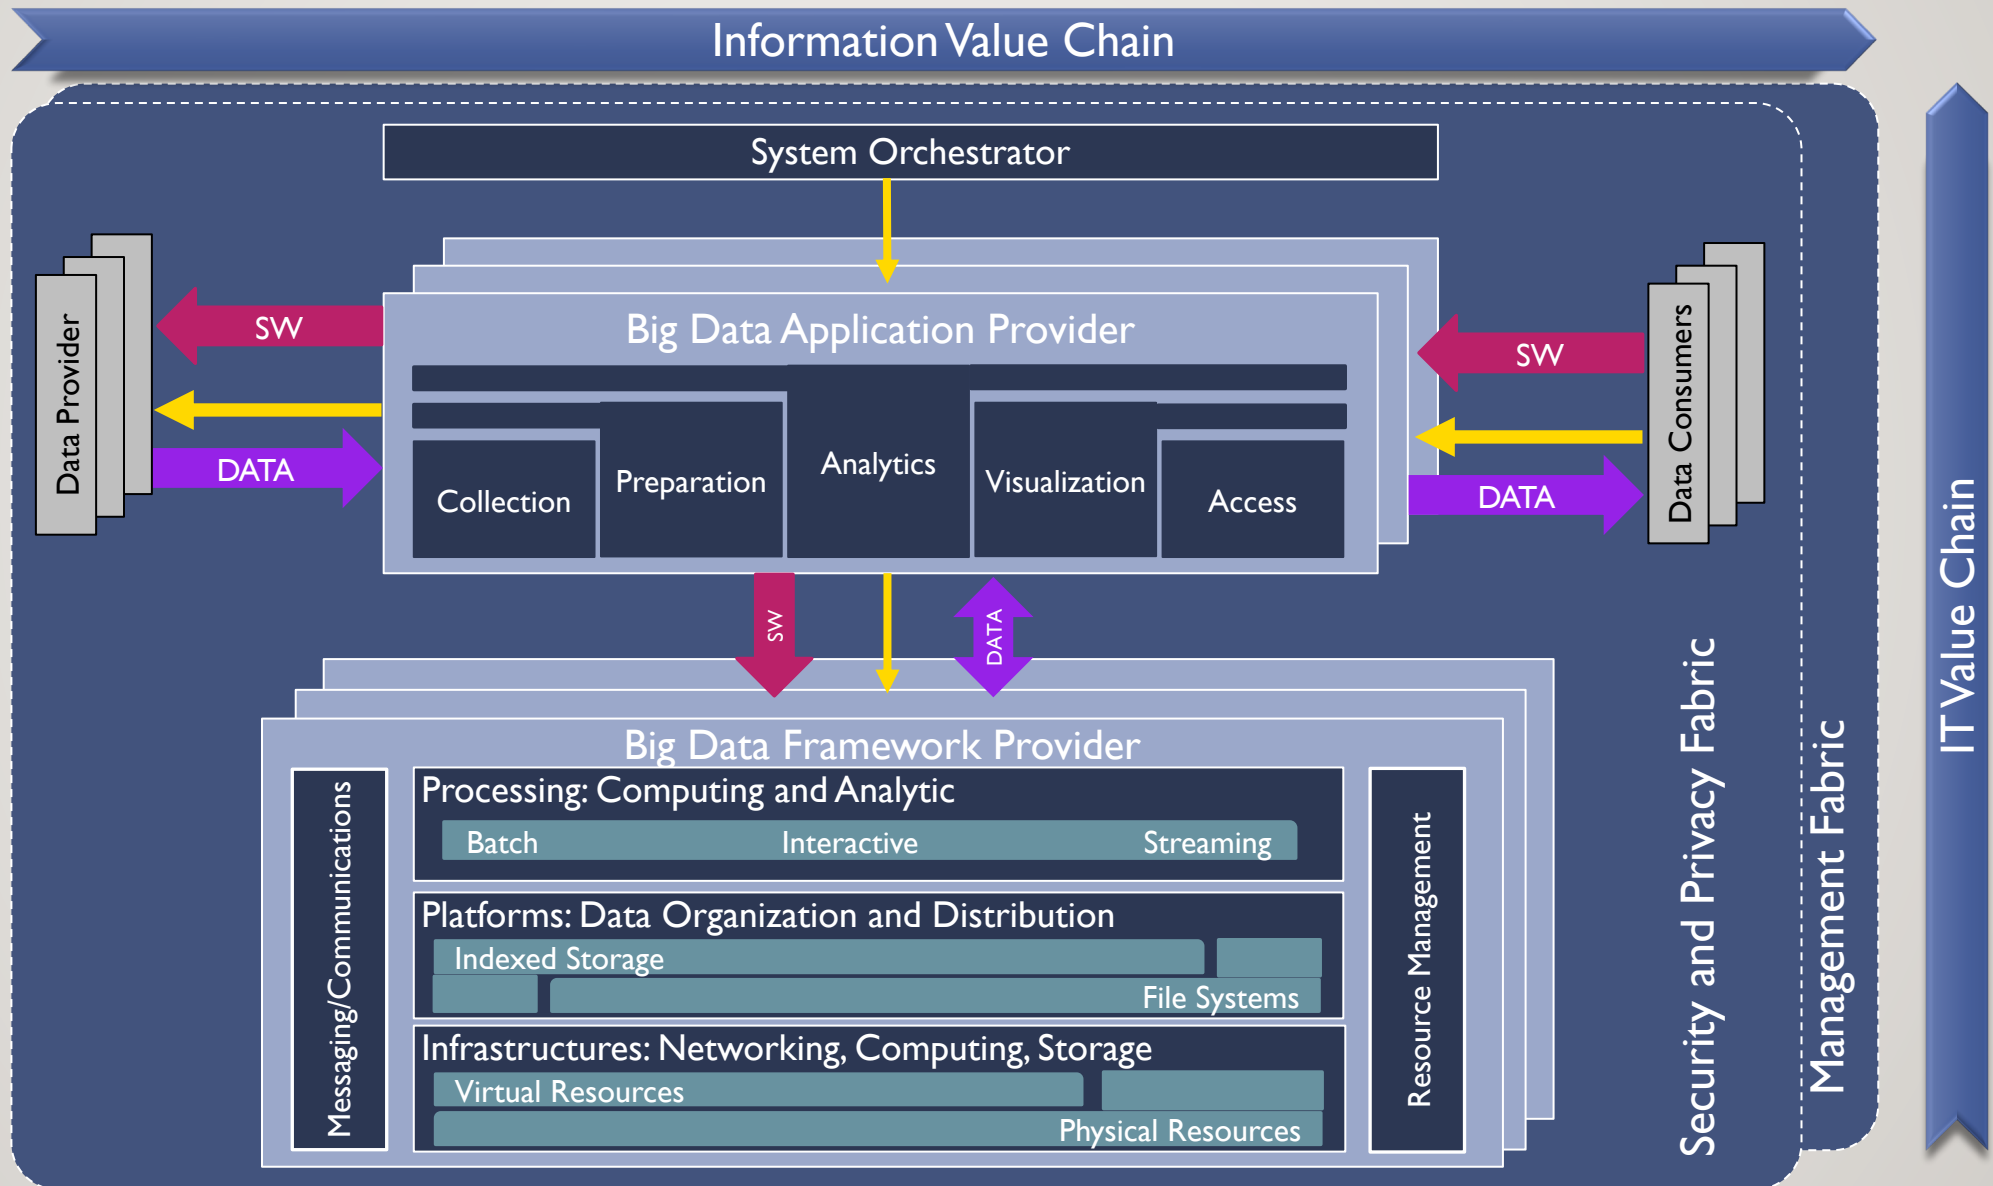 Information Value Chain
System Orchestrator
Data Provider
SW
DATA
Big Data Application Provider
Collection
Preparation
Analytics
Visualization
Access
SW
DATA
Data Consumers
SW
DATA
Big Data Framework Provider
Messaging/Communications
Processing: Computing and Analytic
Batch
Interactive
Streaming
Platforms: Data Organization and Distribution
Indexed Storage
File Systems
Infrastructures: Networking, Computing, Storage
Virtual Resources
Physical Resources
Resource Management
Security and Privacy Fabric
Management Fabric
IT Value Chain